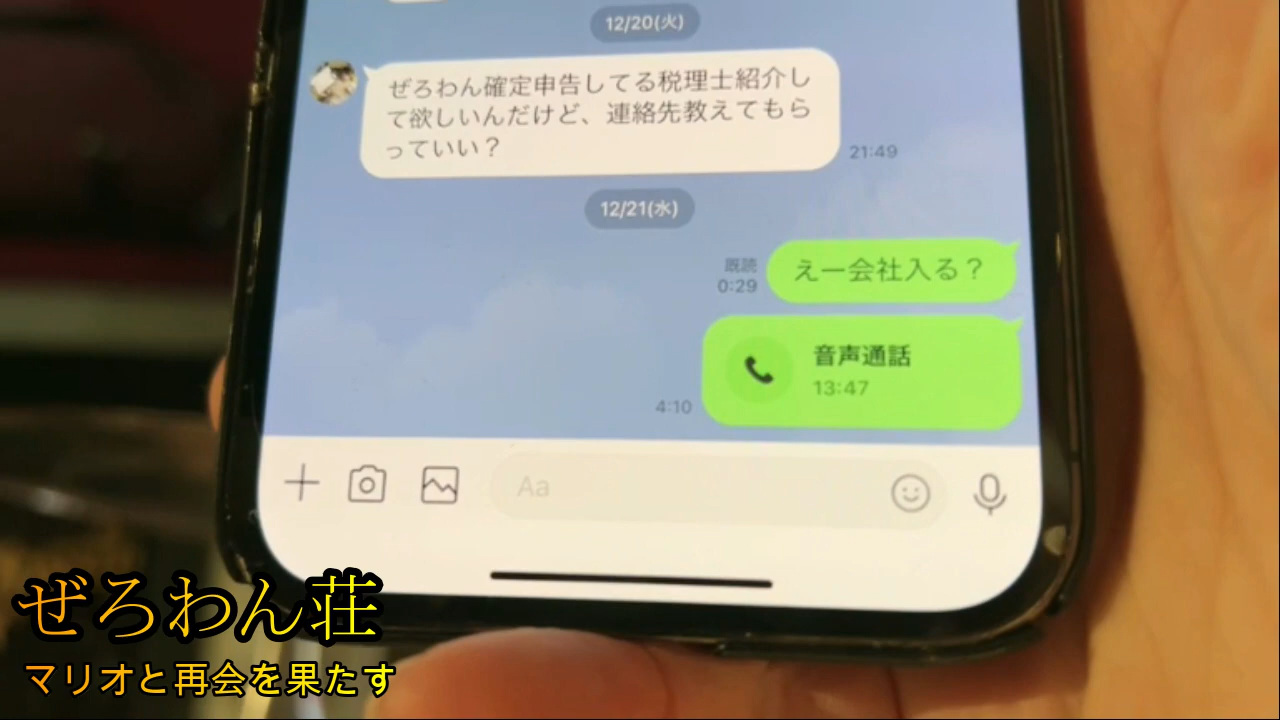 12/20(火)
ぜろわん確定申告してる税理士紹介し
て欲しいんだけど、連絡先教えてもら
っていい？
21:49
12/21(水)
既読
0:29
えー会社入る？
音声通話
13:47
4:10
Aa
ぜろわん荘
マリオと再会を果たす